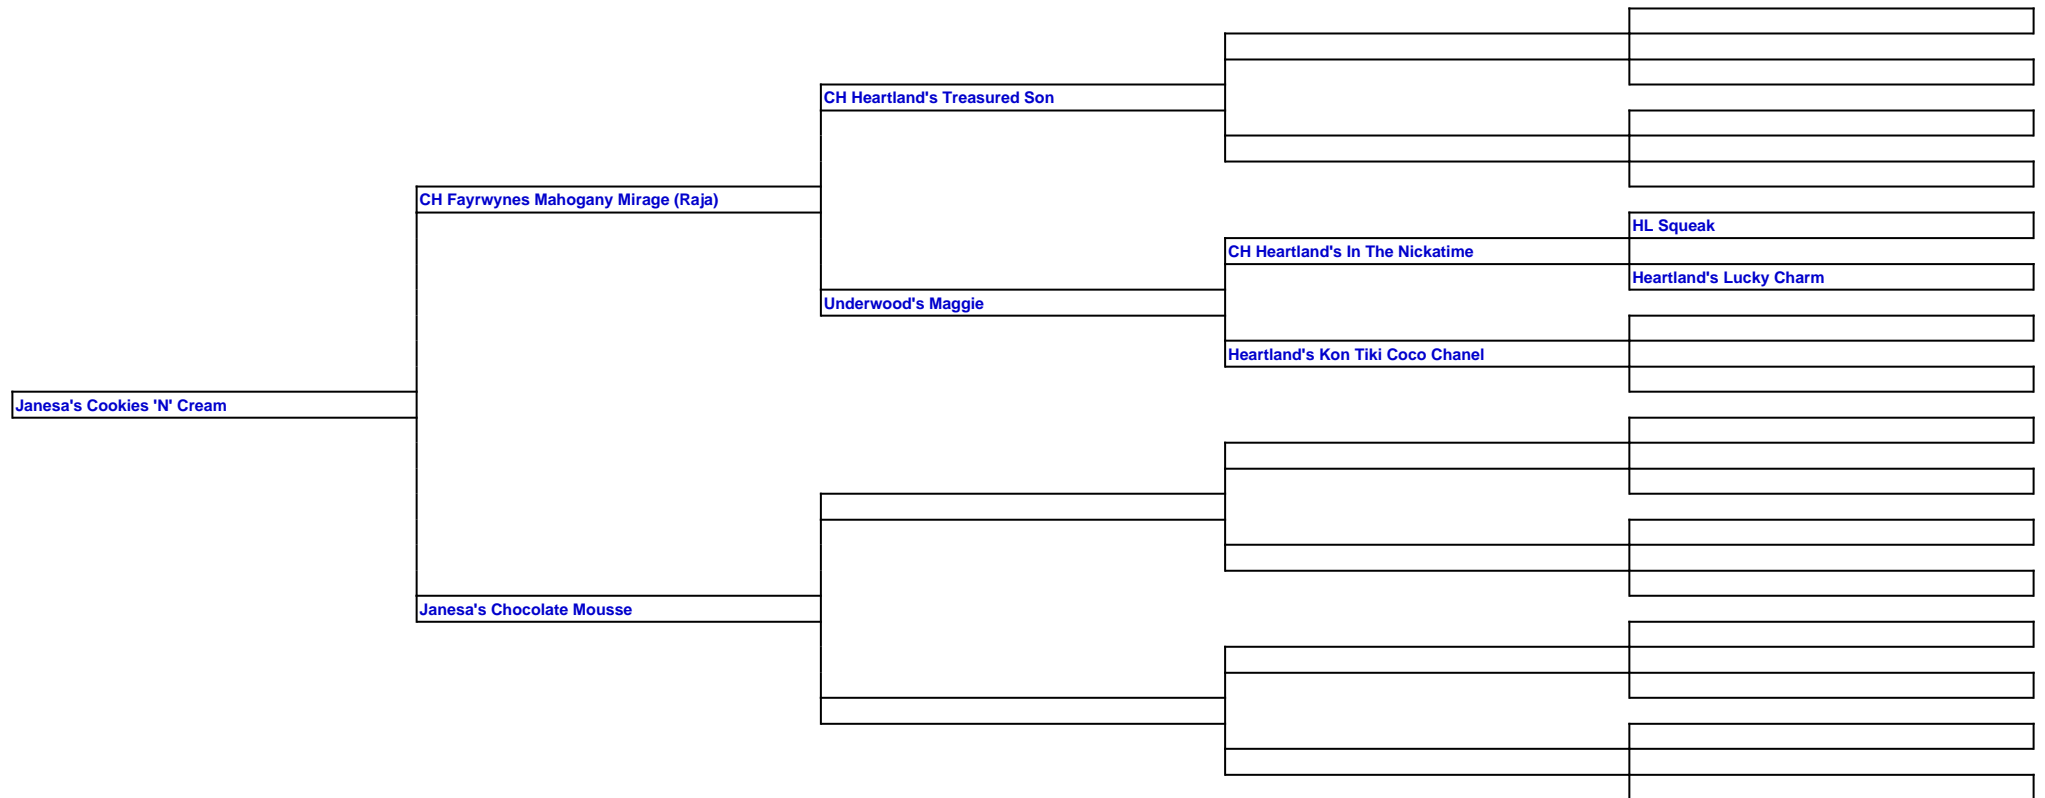 CH Heartland's Treasured Son
CH Fayrwynes Mahogany Mirage (Raja)
HL Squeak
CH Heartland's In The Nickatime
Heartland's Lucky Charm
Underwood's Maggie
Heartland's Kon Tiki Coco Chanel
Janesa's Cookies 'N' Cream
Janesa's Chocolate Mousse